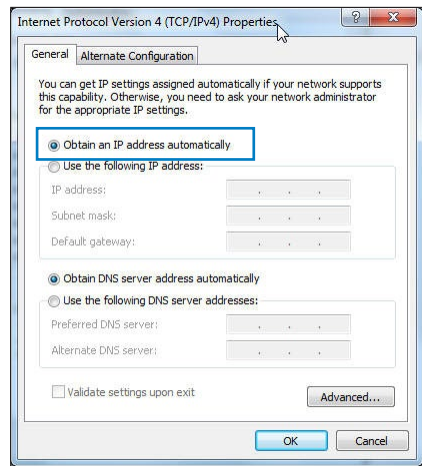 Internet Protocol Version 4 (TCP/IPv4) Properties
General
Alternate Configuration
You can get IP settings assigned automatically if your network supports
this capability. Otherwise, you need to ask your network administrator
for the appropriate IP settings.
Obtain an IP address automatically
Use the following IP address:
IP address:
Subnet mask:
Default gateway:
Obtain DNS server address automatically
Use the following DNS server addresses:
Preferred DNS server:
Alternate DNS server:
Validate settings upon exit
Advanced...
OK
Cancel